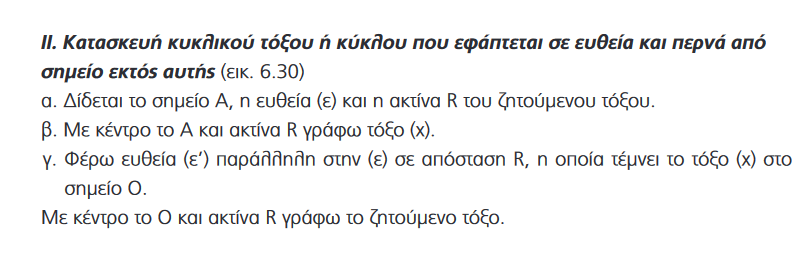 II. Κατασκευή κυκλικού τόξου ή κύκλου που εφάπτεται σε ευθεία και περνά από
σημείο εκτός αυτής (εικ. 6.30)
α. Δίδεται το σημείο Α, η ευθεία (ε) και η ακτίνα R του ζητούμενου τόξου.
β. Με κέντρο το Α και ακτίνα R γράφω τόξο (x).
γ. Φέρω ευθεία (ε’) παράλληλη στην (ε) σε απόσταση R, η οποία τέμνει το τόξο (x) στο
σημείο Ο.
Με κέντρο το Ο και ακτίνα R γράφω το ζητούμενο τόξο.